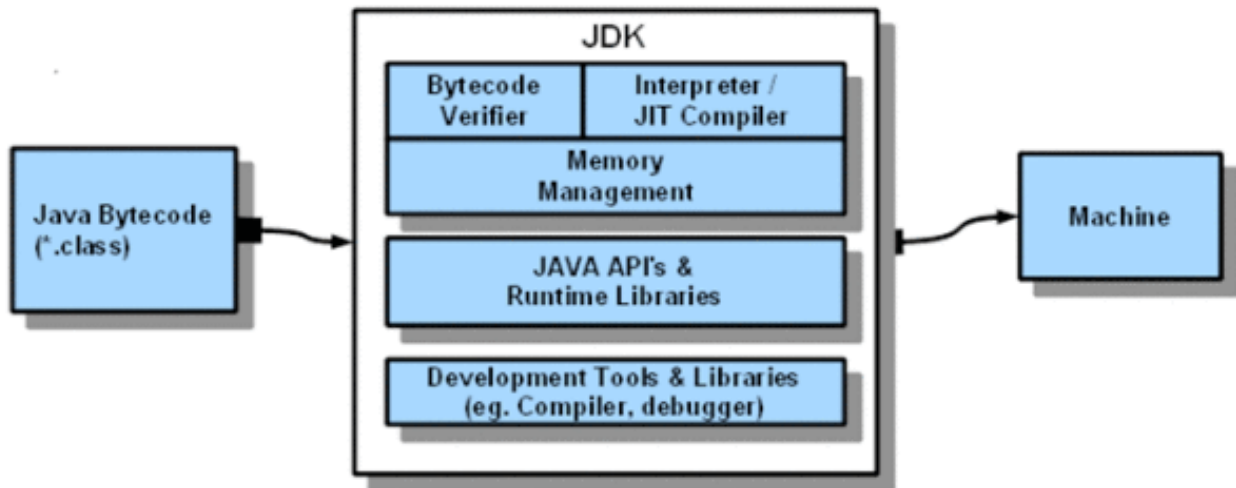 JDK
Bytecode
Verifier
Interpreter /
JIT Compiler
Memory
Management
Java Bytecode
(*.class)
Machine
JAVA API's &
Runtime Libraries
Development Tools & Libraries
(eg. Compiler, debugger)